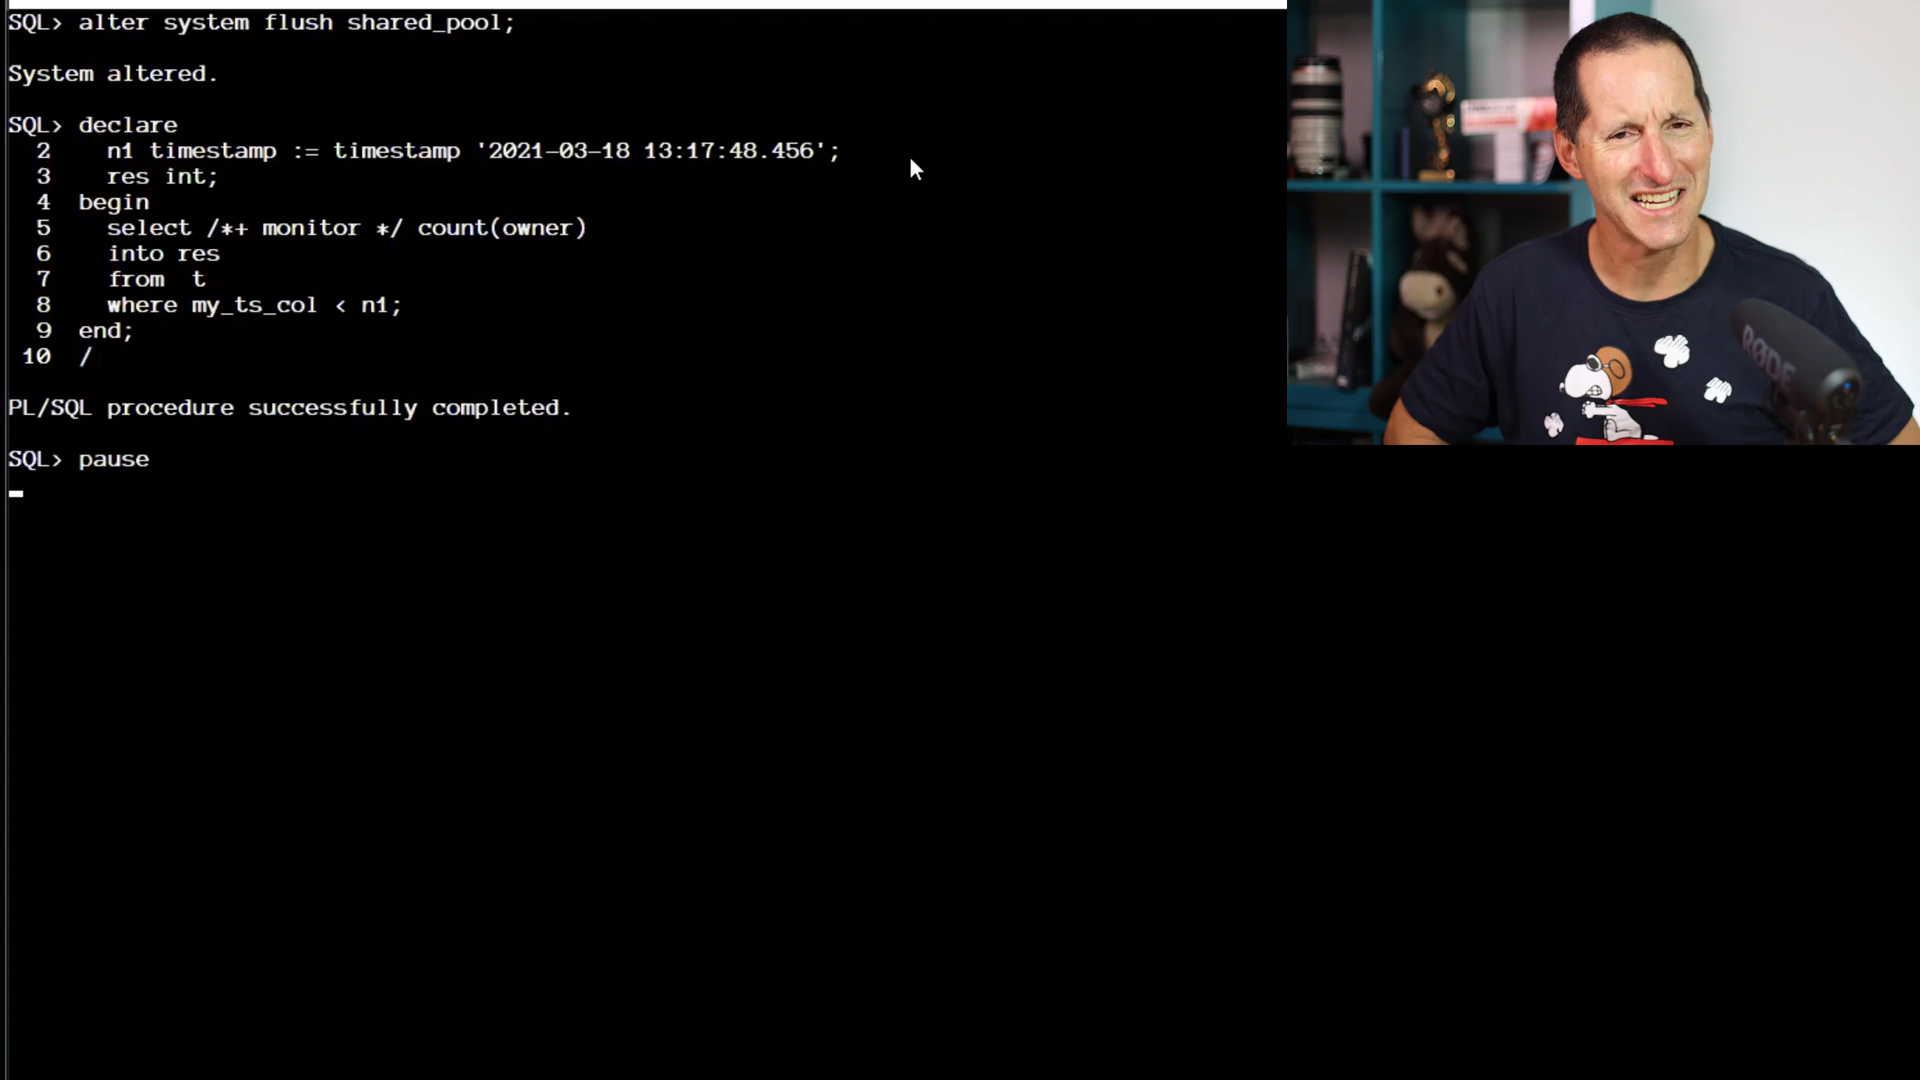 SQL> alter system flush shared_pool;
System altered.
SQL> declare
2 n1 timestamp := timestamp '2021-03-18 13:17:48.456';
3 res int;
4 begin
5 select /*+ monitor */ count(owner)
6 into res
7 from  t
8 where my_ts_col < n1;
9 end;
10 /
PL/SQL procedure successfully completed.
SQL> pause
RØDE